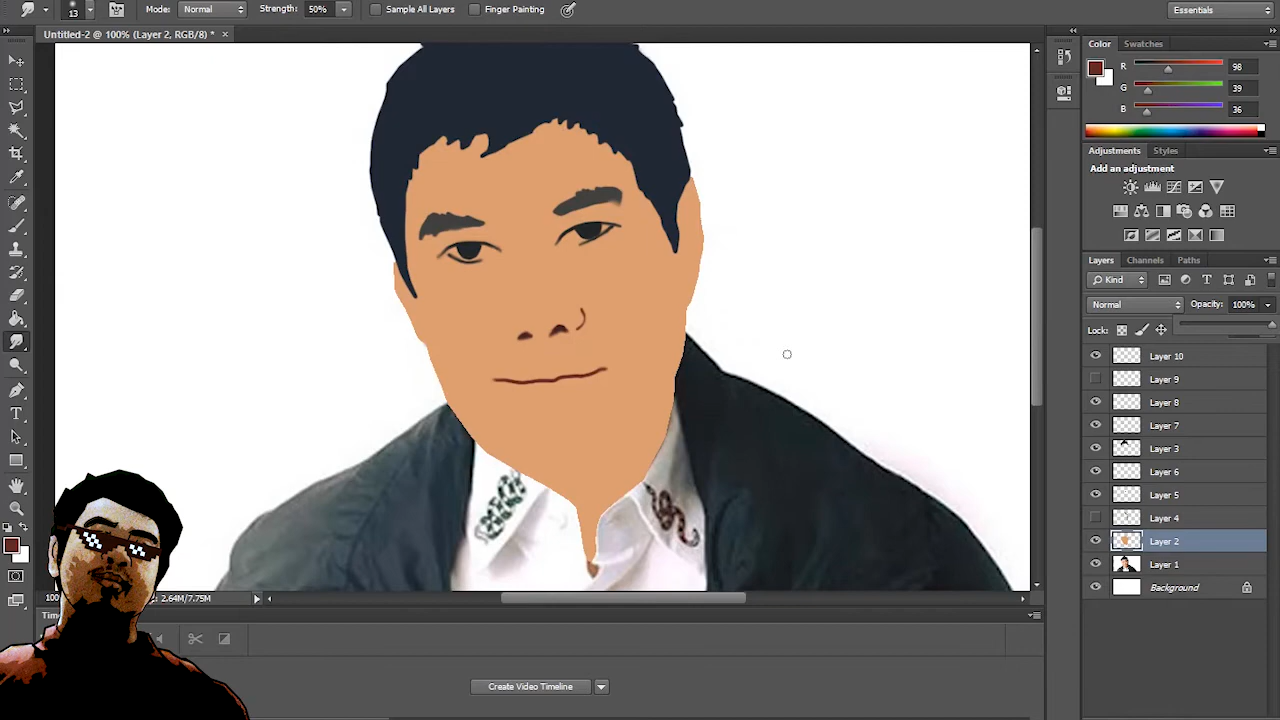 13 Mode: Normal Strength: 50% Sample All Layers Finger Painting Essentials
Untitled-2 @ 100% (Layer 2, RGB/8) * ×
Color Swatches
R 98
G 39
B 36
Adjustments Styles
Add an adjustment
Layers Channels Paths
Kind
Normal Opacity: 100%
Locks:
Layer 10
Layer 9
Layer 8
Layer 7
Layer 3
Layer 6
Layer 5
Layer 4
Layer 2
Layer 1
Background
2.64M/7.75M
Create Video Timeline